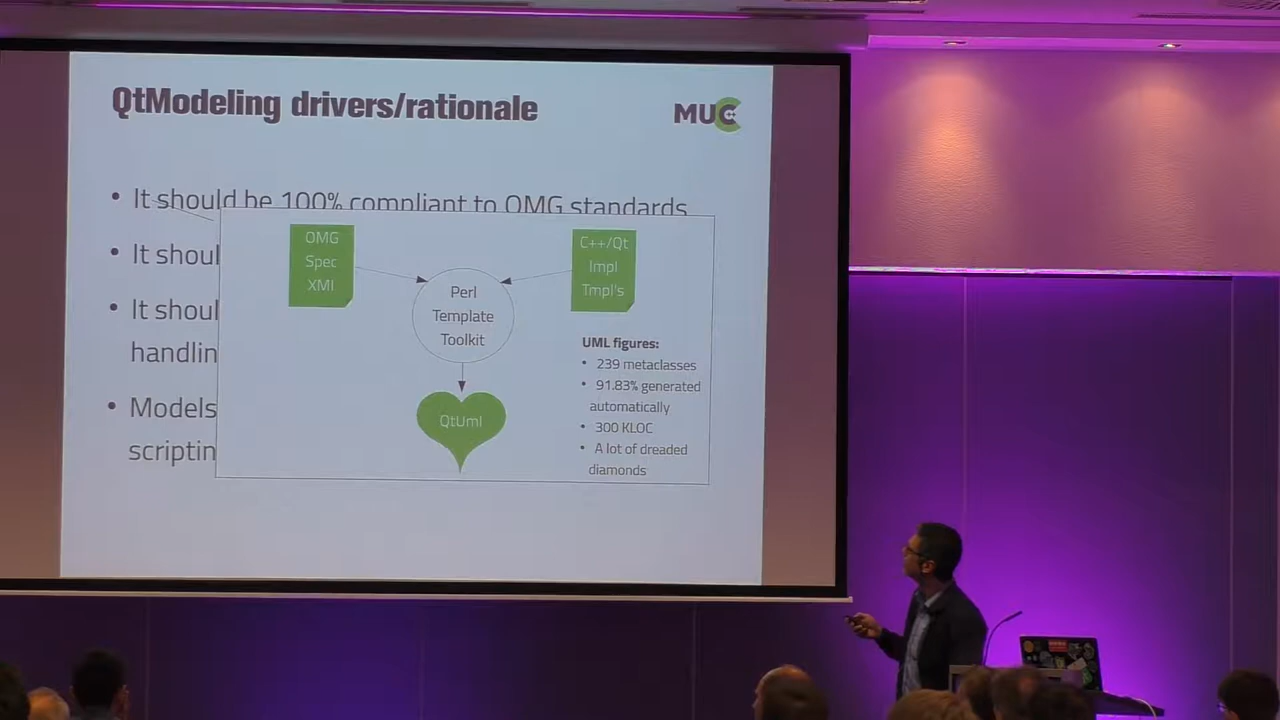 QtModeling drivers/rationale
MUC
• It should be 100% compliant to OMG standards
• It shoul
• It shoul
handlin
• Models
scriptin
OMG
Spec
XMI
C++/Qt
Impl
Tmpl's
Perl
Template
Toolkit
QtUml
UML figures:
• 239 metaclasses
• 91.83% generated
automatically
• 300 KLOC
• A lot of dreaded
diamonds